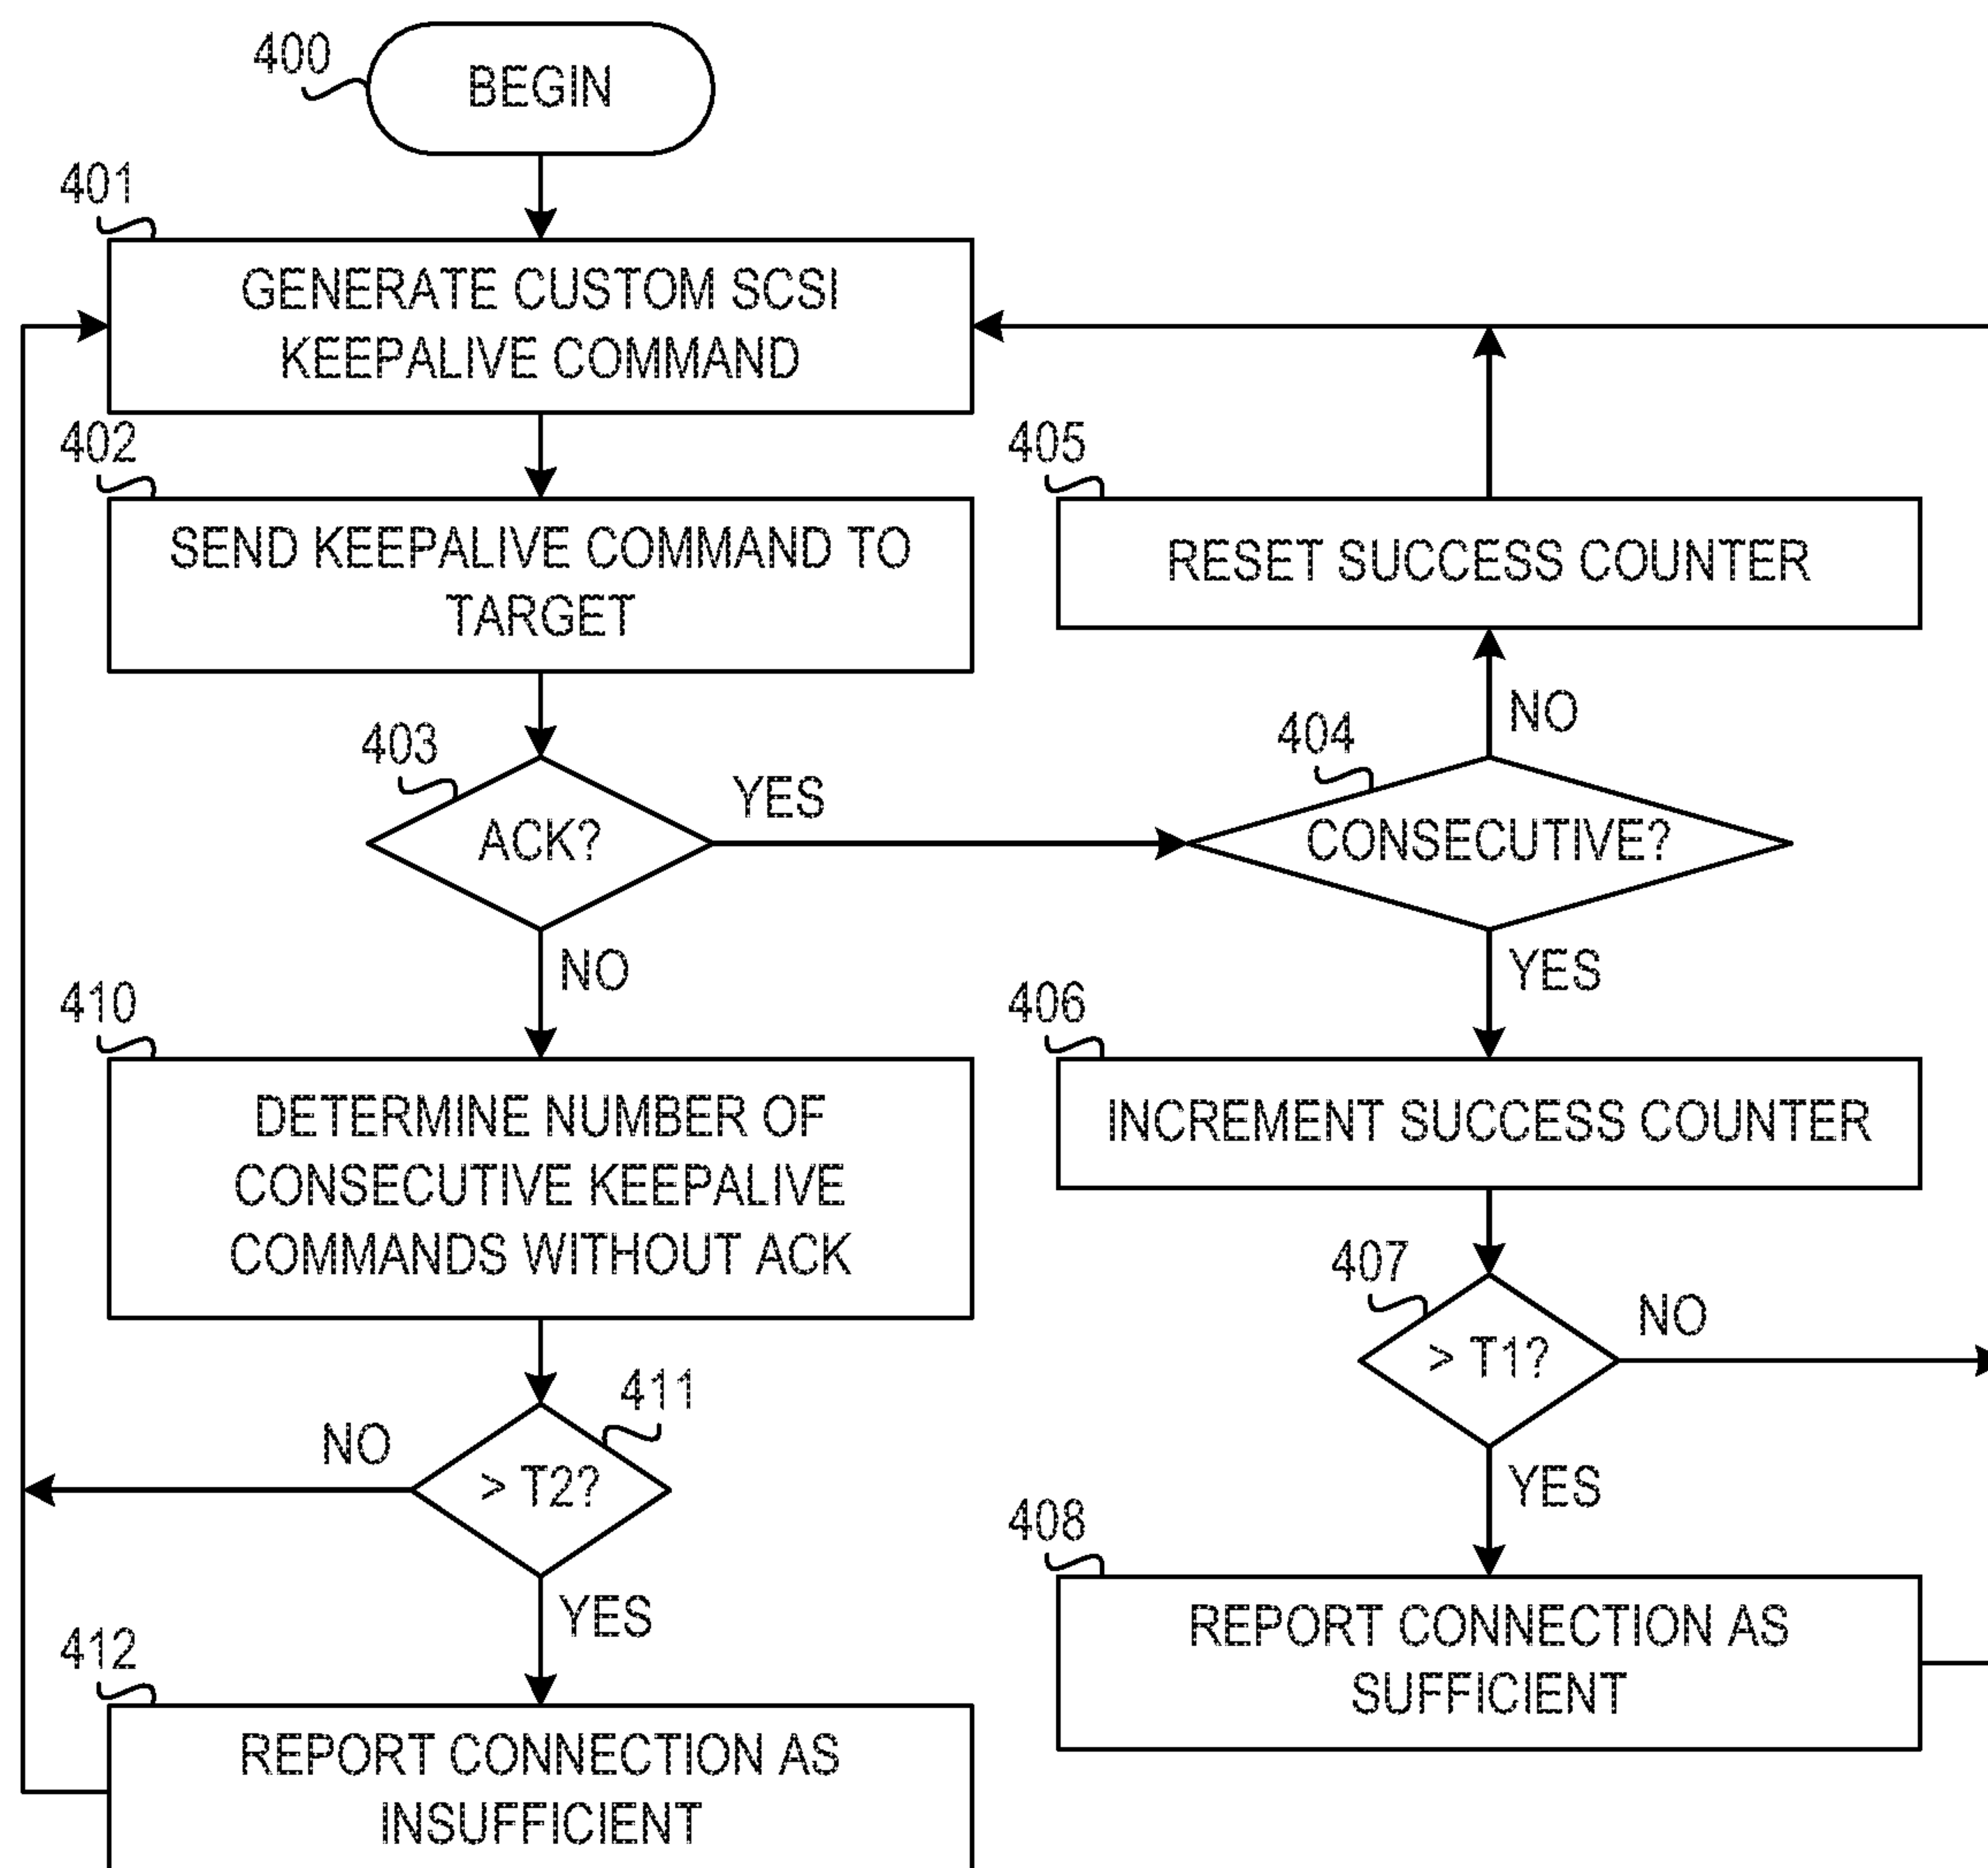 400
BEGIN
401
GENERATE CUSTOM SCSI
KEEPALIVE COMMAND
402
SEND KEEPALIVE COMMAND TO
TARGET
403
ACK?
YES
NO
404
CONSECUTIVE?
NO
YES
405
RESET SUCCESS COUNTER
406
INCREMENT SUCCESS COUNTER
407
> T1?
NO
YES
408
REPORT CONNECTION AS
SUFFICIENT
410
DETERMINE NUMBER OF
CONSECUTIVE KEEPALIVE
COMMANDS WITHOUT ACK
411
> T2?
NO
YES
412
REPORT CONNECTION AS
INSUFFICIENT